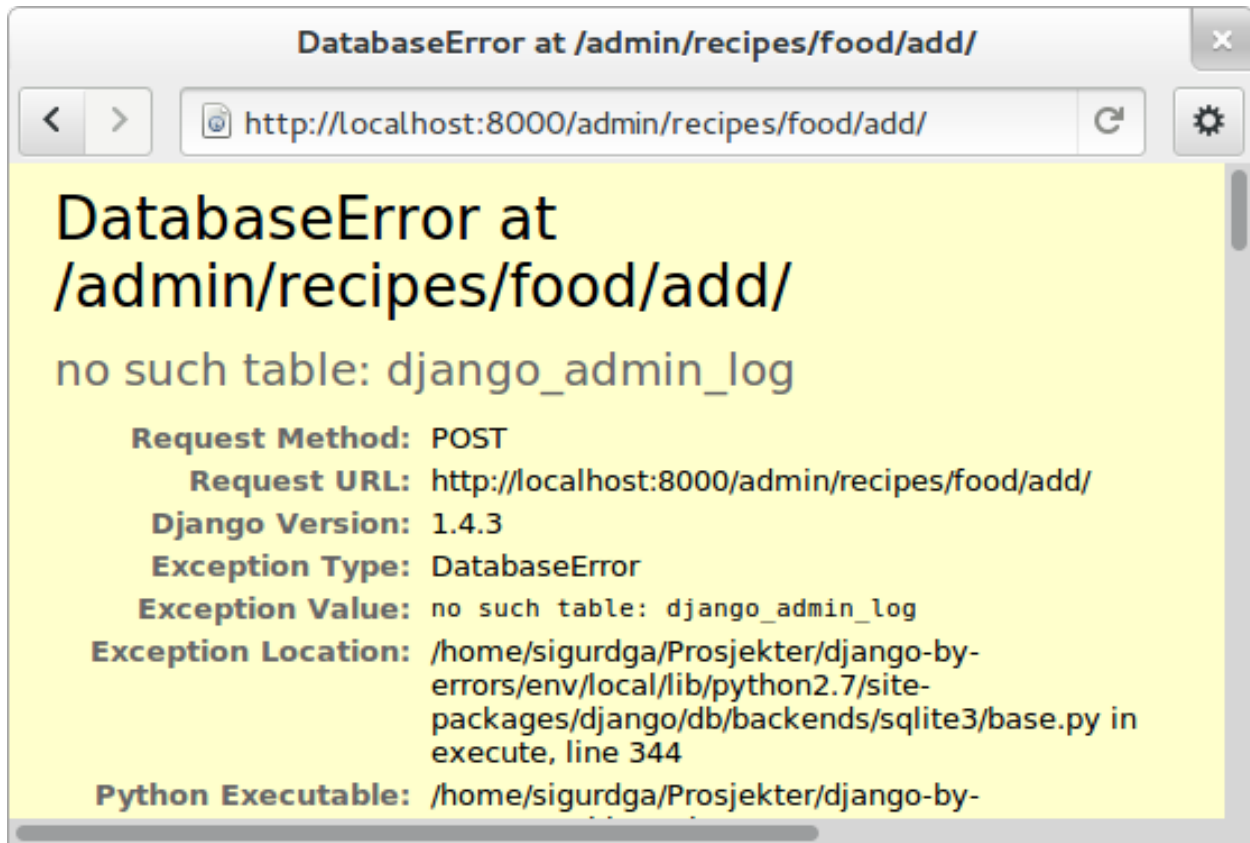 DatabaseError at /admin/recipes/food/add/
http://localhost:8000/admin/recipes/food/add/
DatabaseError at
/admin/recipes/food/add/
no such table: django_admin_log
Request Method: POST
Request URL: http://localhost:8000/admin/recipes/food/add/
Django Version: 1.4.3
Exception Type: DatabaseError
Exception Value: no such table: django_admin_log
Exception Location: /home/sigurdga/Prosjekter/django-by-
errors/env/local/lib/python2.7/site-
packages/django/db/backends/sqlite3/base.py in
execute, line 344
Python Executable: /home/sigurdga/Prosjekter/django-by-